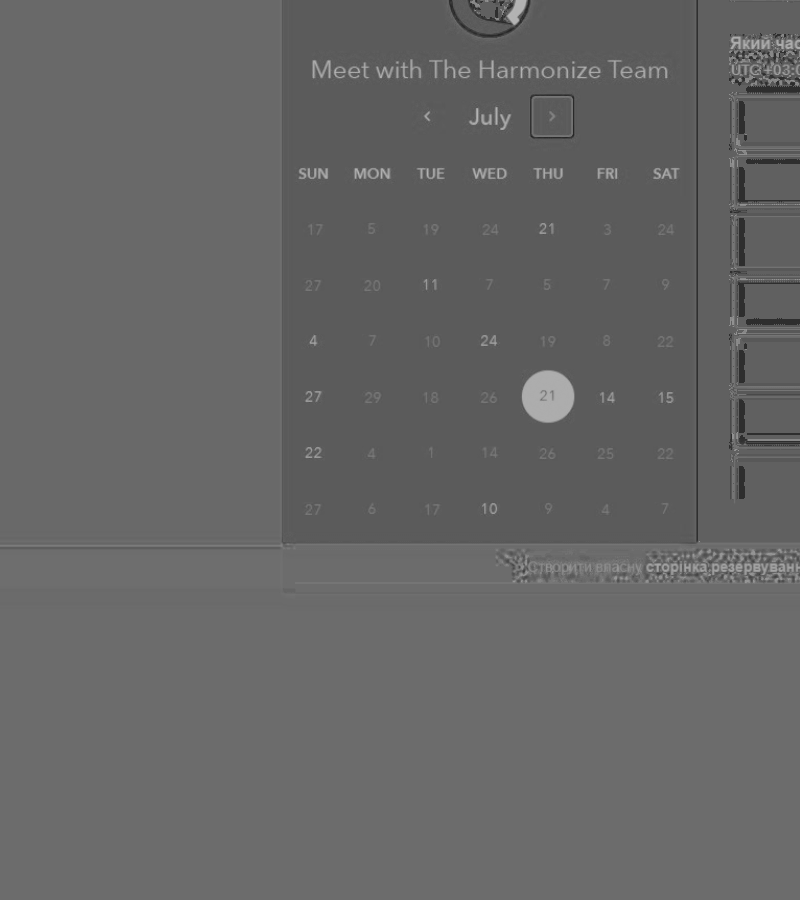 Meet with The Harmonize Team
July
SUN MON TUE WED THU FRI SAT
17 5 19 24 21 3 24
27 20 11 7 5 7 9
4 7 10 24 19 8 22
27 29 18 26 21 14 15
22 4 1 14 26 25 22
27 6 17 10 9 4 7
Який час
UTC +03:0
Створити власну сторінка резервуванн